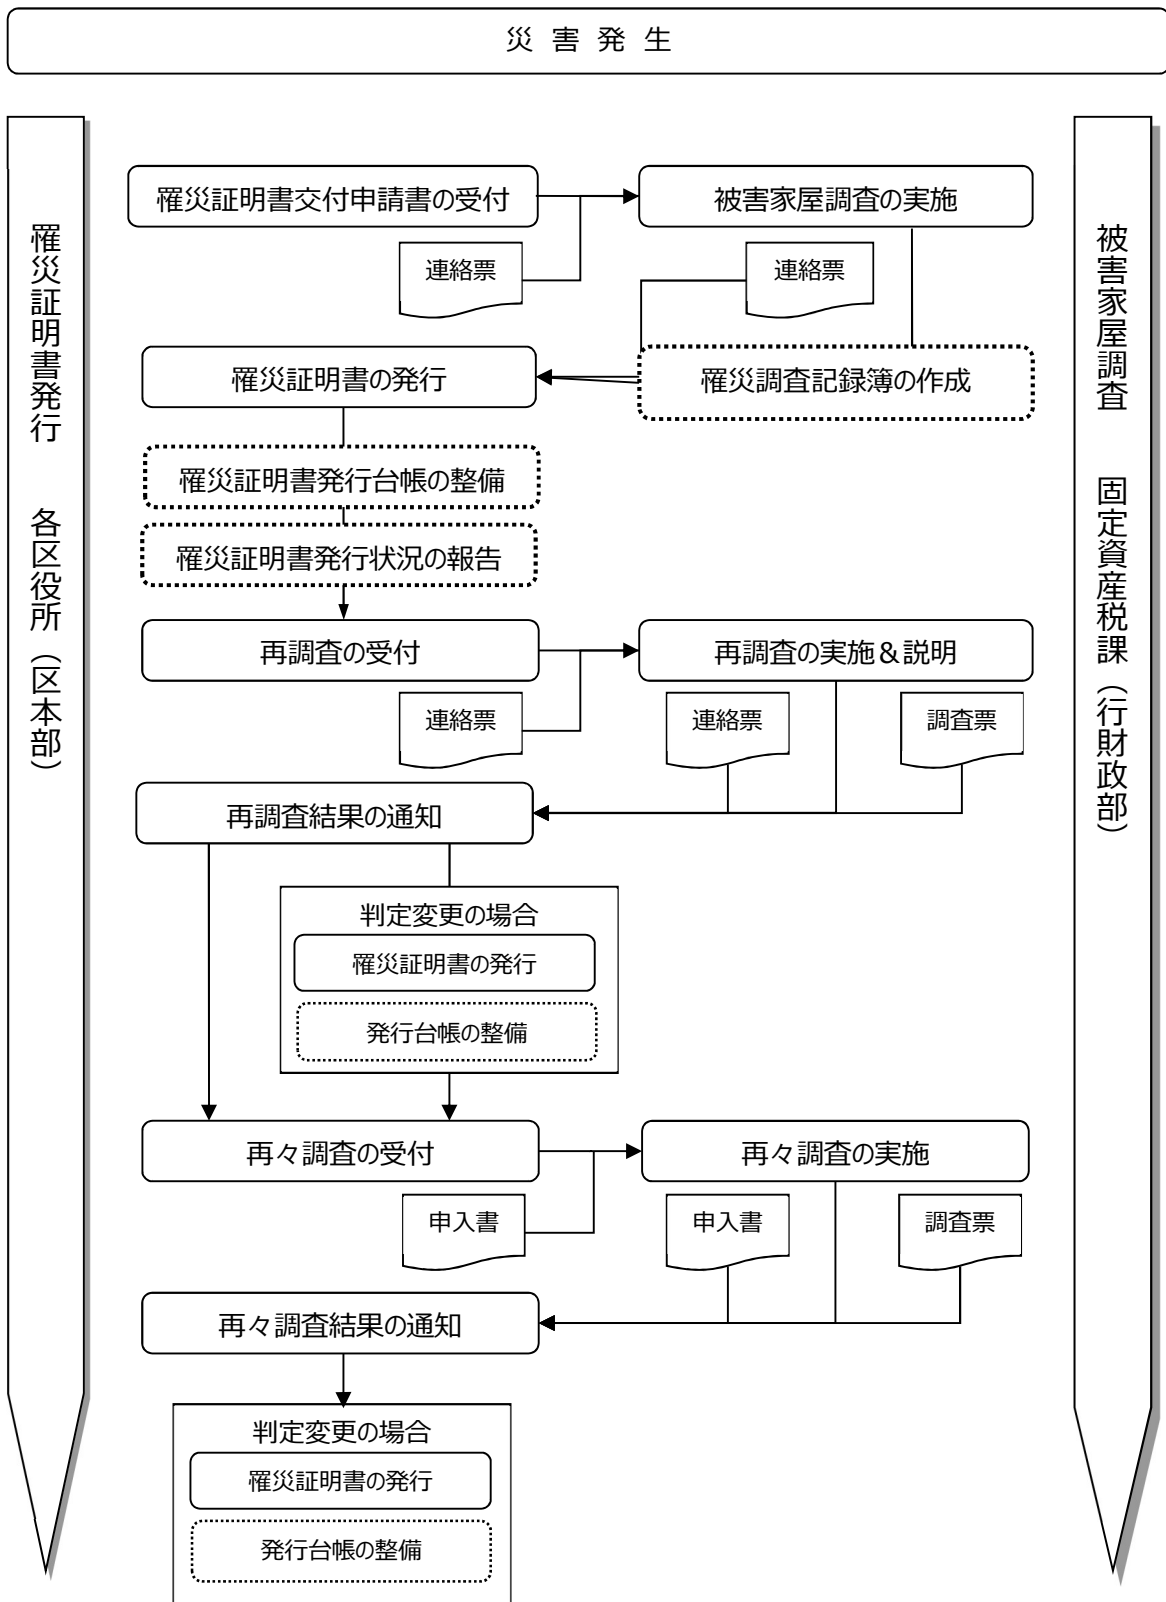 災害発生
罹災証明書発行　各区役所（区本部）
被害家屋調査　固定資産税課（行財政部）
罹災証明書交付申請書の受付
被害家屋調査の実施
連絡票
連絡票
罹災証明書の発行
罹災調査記録簿の作成
罹災証明書発行台帳の整備
罹災証明書発行状況の報告
再調査の受付
再調査の実施＆説明
連絡票
連絡票
調査票
再調査結果の通知
判定変更の場合
罹災証明書の発行
発行台帳の整備
再々調査の受付
再々調査の実施
申入書
申入書
調査票
再々調査結果の通知
判定変更の場合
罹災証明書の発行
発行台帳の整備